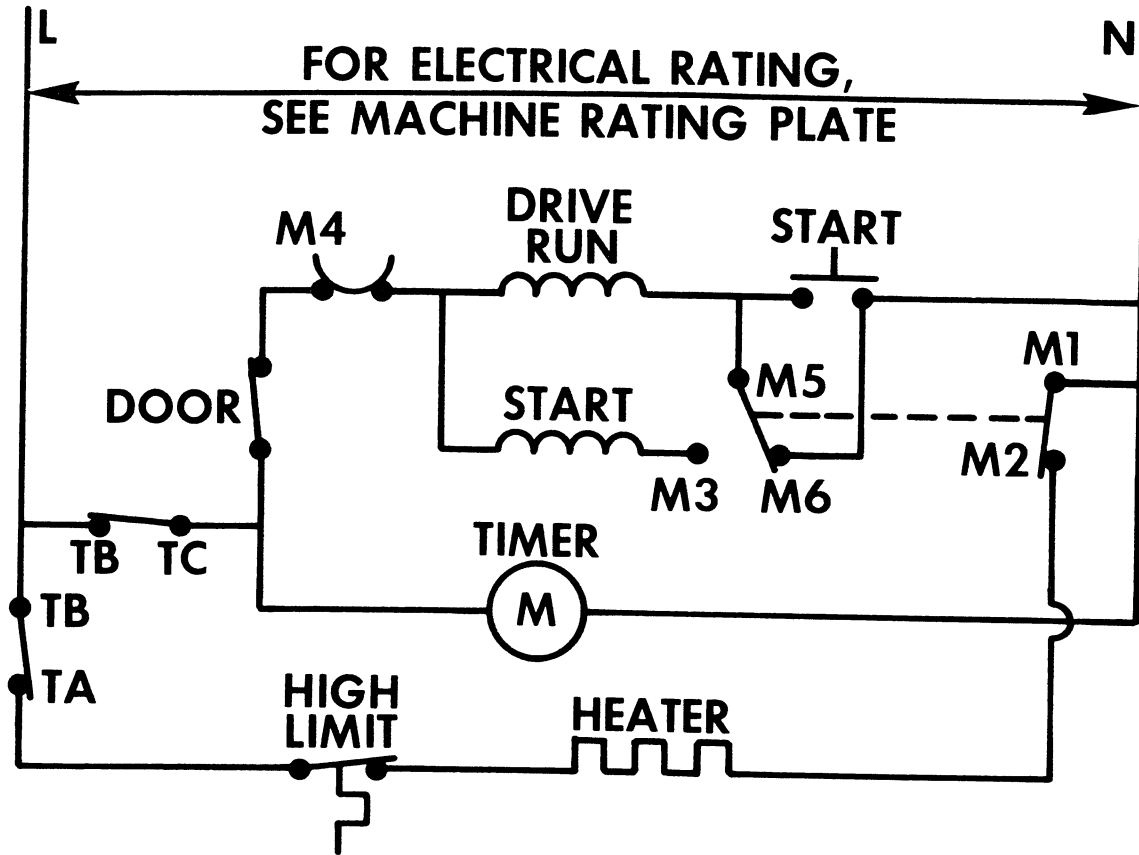 L
N
FOR ELECTRICAL RATING,
SEE MACHINE RATING PLATE
M4
DRIVE
RUN
START
M1
DOOR
START
M5
M2
M3
M6
TB
TC
TIMER
M
TB
TA
HIGH
LIMIT
HEATER